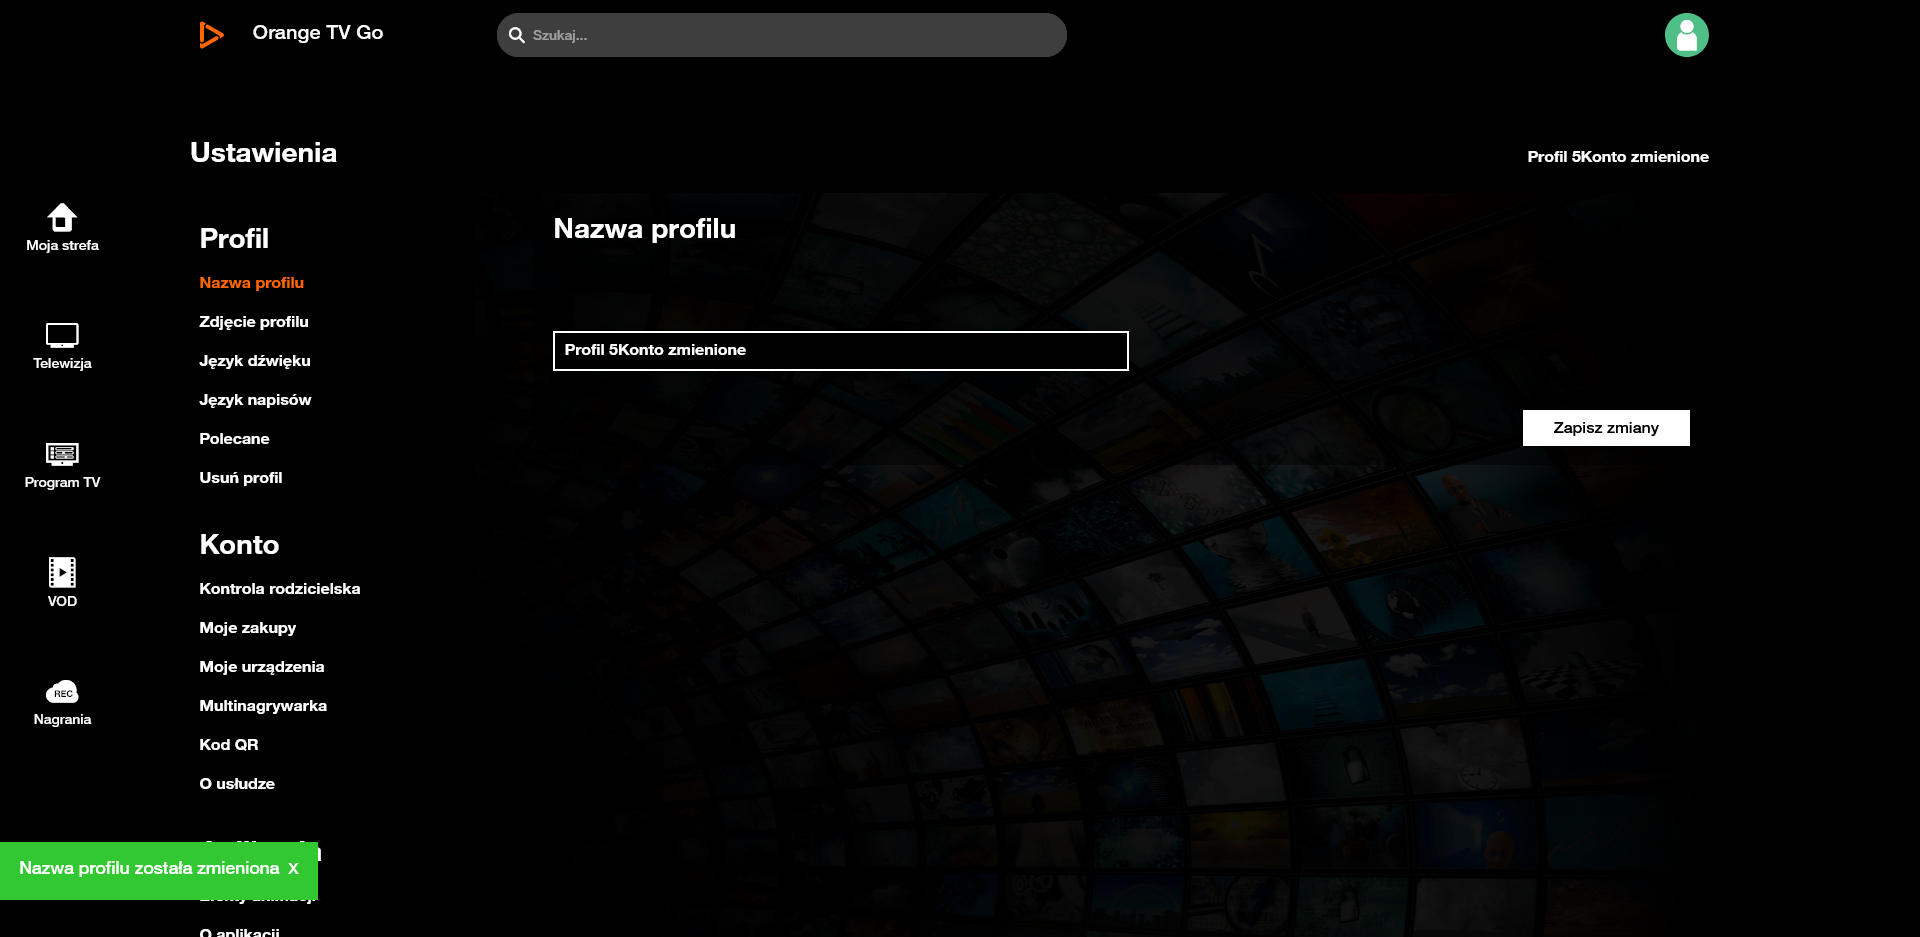 Orange TV Go
Szukaj...
Ustawienia
Profil 5Konto zmienione
Moja strefa
Telewizja
Program TV
VOD
REC
Nagrania
Profil
Nazwa profilu
Zdjęcie profilu
Język dźwięku
Język napisów
Polecane
Usuń profil
Konto
Kontrola rodzicielska
Moje zakupy
Moje urządzenia
Multinagrywarka
Kod QR
O usłudze
O aplikacji
Nazwa profilu
Profil 5Konto zmienione
Zapisz zmiany
Nazwa profilu została zmieniona X